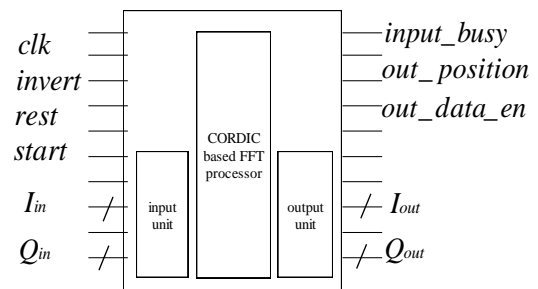 clk
invert
rest
start
Iin
Qin
CORDIC
based FFT
processor
input
unit
output
unit
input_busy
out_position
out_data_en
Iout
Qout